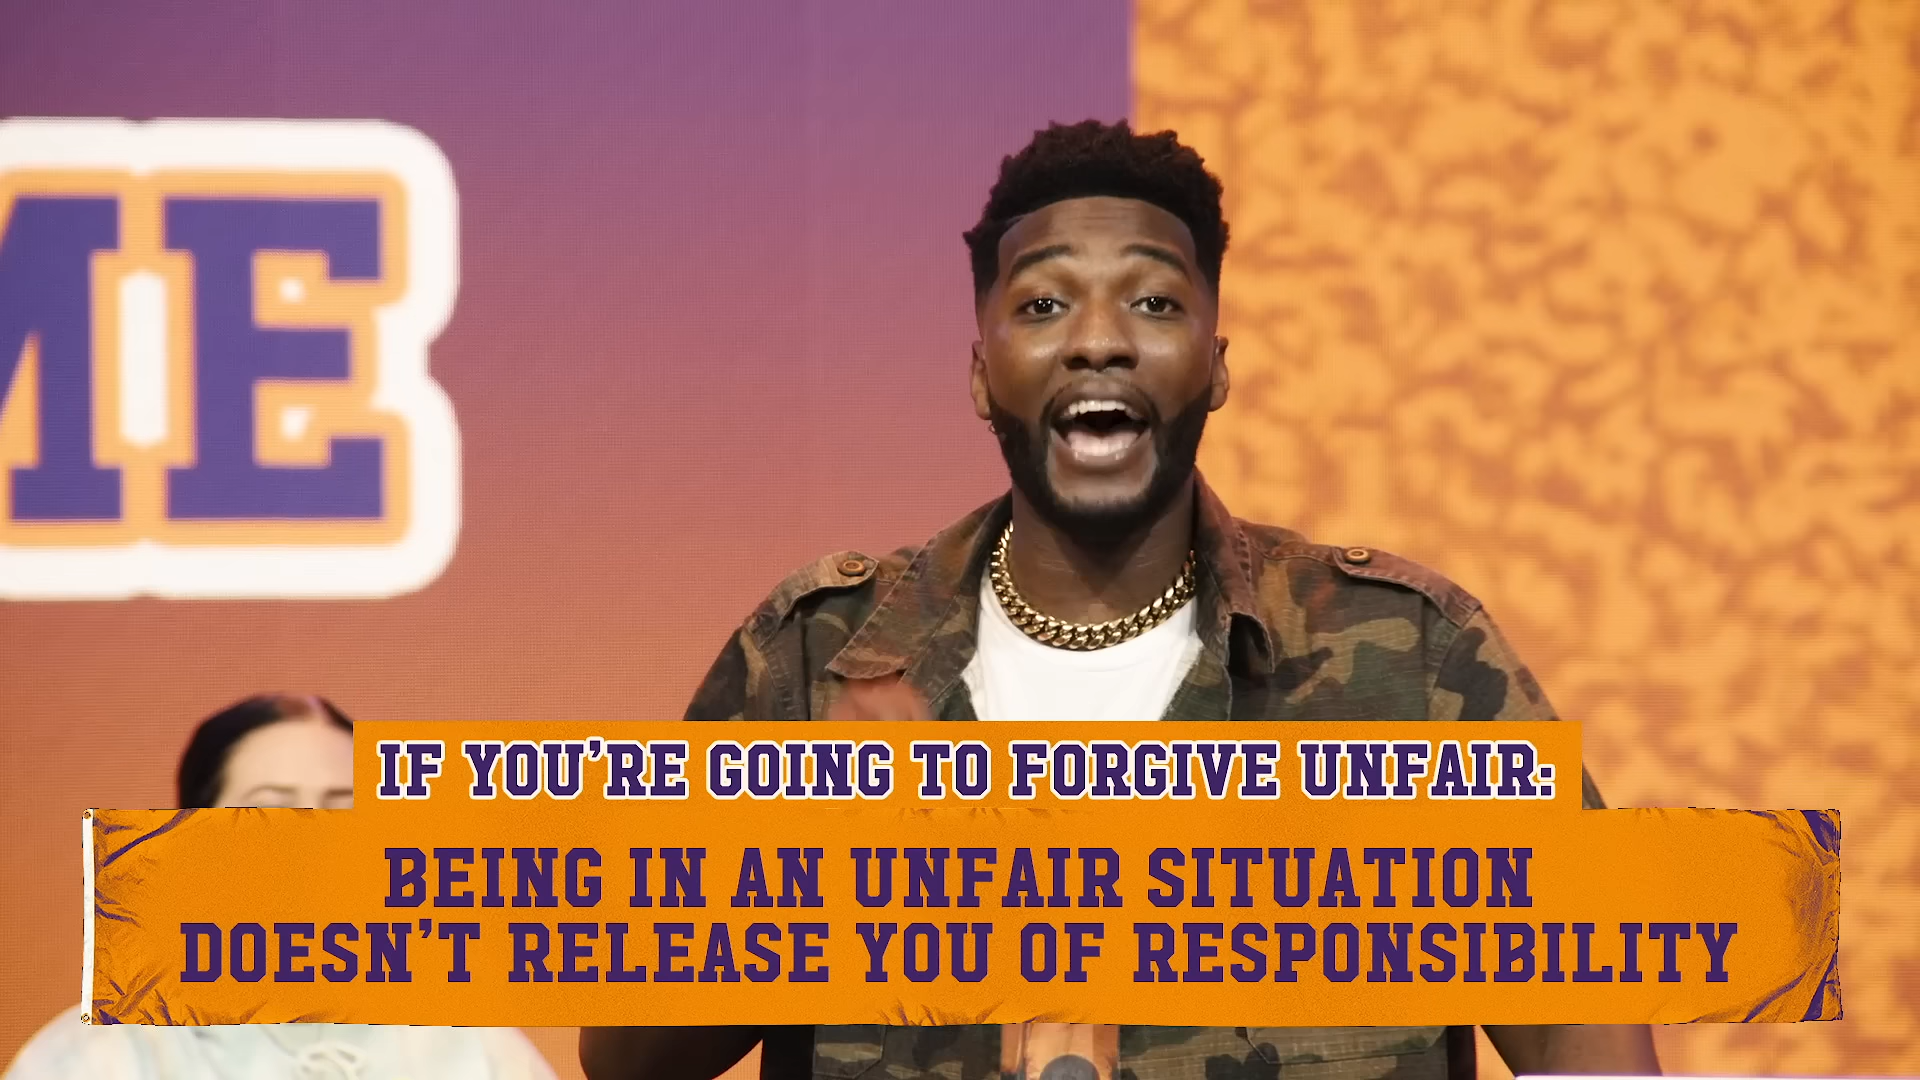 ME
IF YOU'RE GOING TO FORGIVE UNFAIR:
BEING IN AN UNFAIR SITUATION
DOESN'T RELEASE YOU OF RESPONSIBILITY